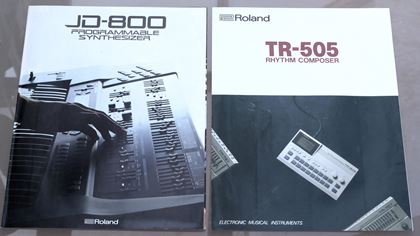 JD-800
PROGRAMMABLE
SYNTHESIZER
Roland
Roland
TR-505
RHYTHM COMPOSER
ELECTRONIC MUSICAL INSTRUMENTS